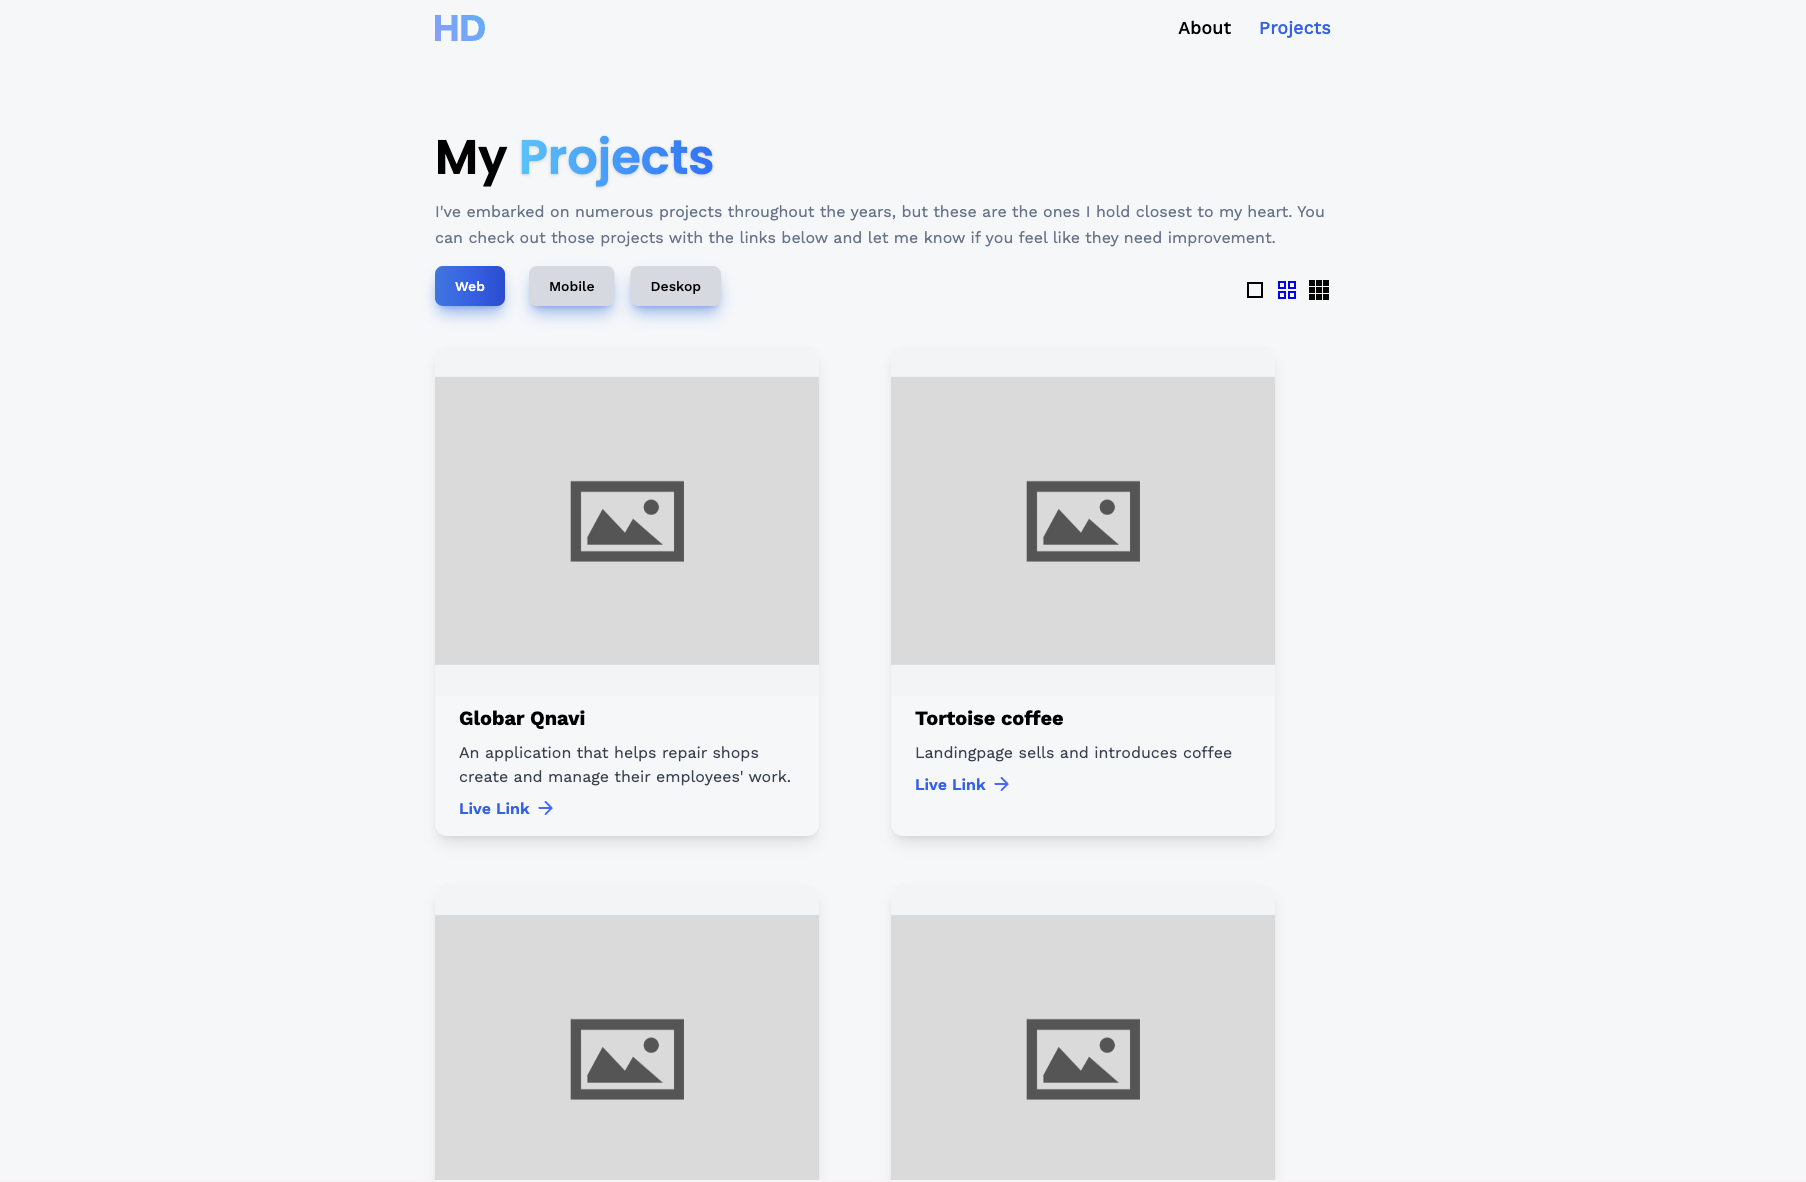 HD
About Projects
My Projects
I've embarked on numerous projects throughout the years, but these are the ones I hold closest to my heart. You
can check out those projects with the links below and let me know if you feel like they need improvement.
Web Mobile Deskop
Globar Qnavi
An application that helps repair shops
create and manage their employees' work.
Live Link
Tortoise coffee
Landingpage sells and introduces coffee
Live Link